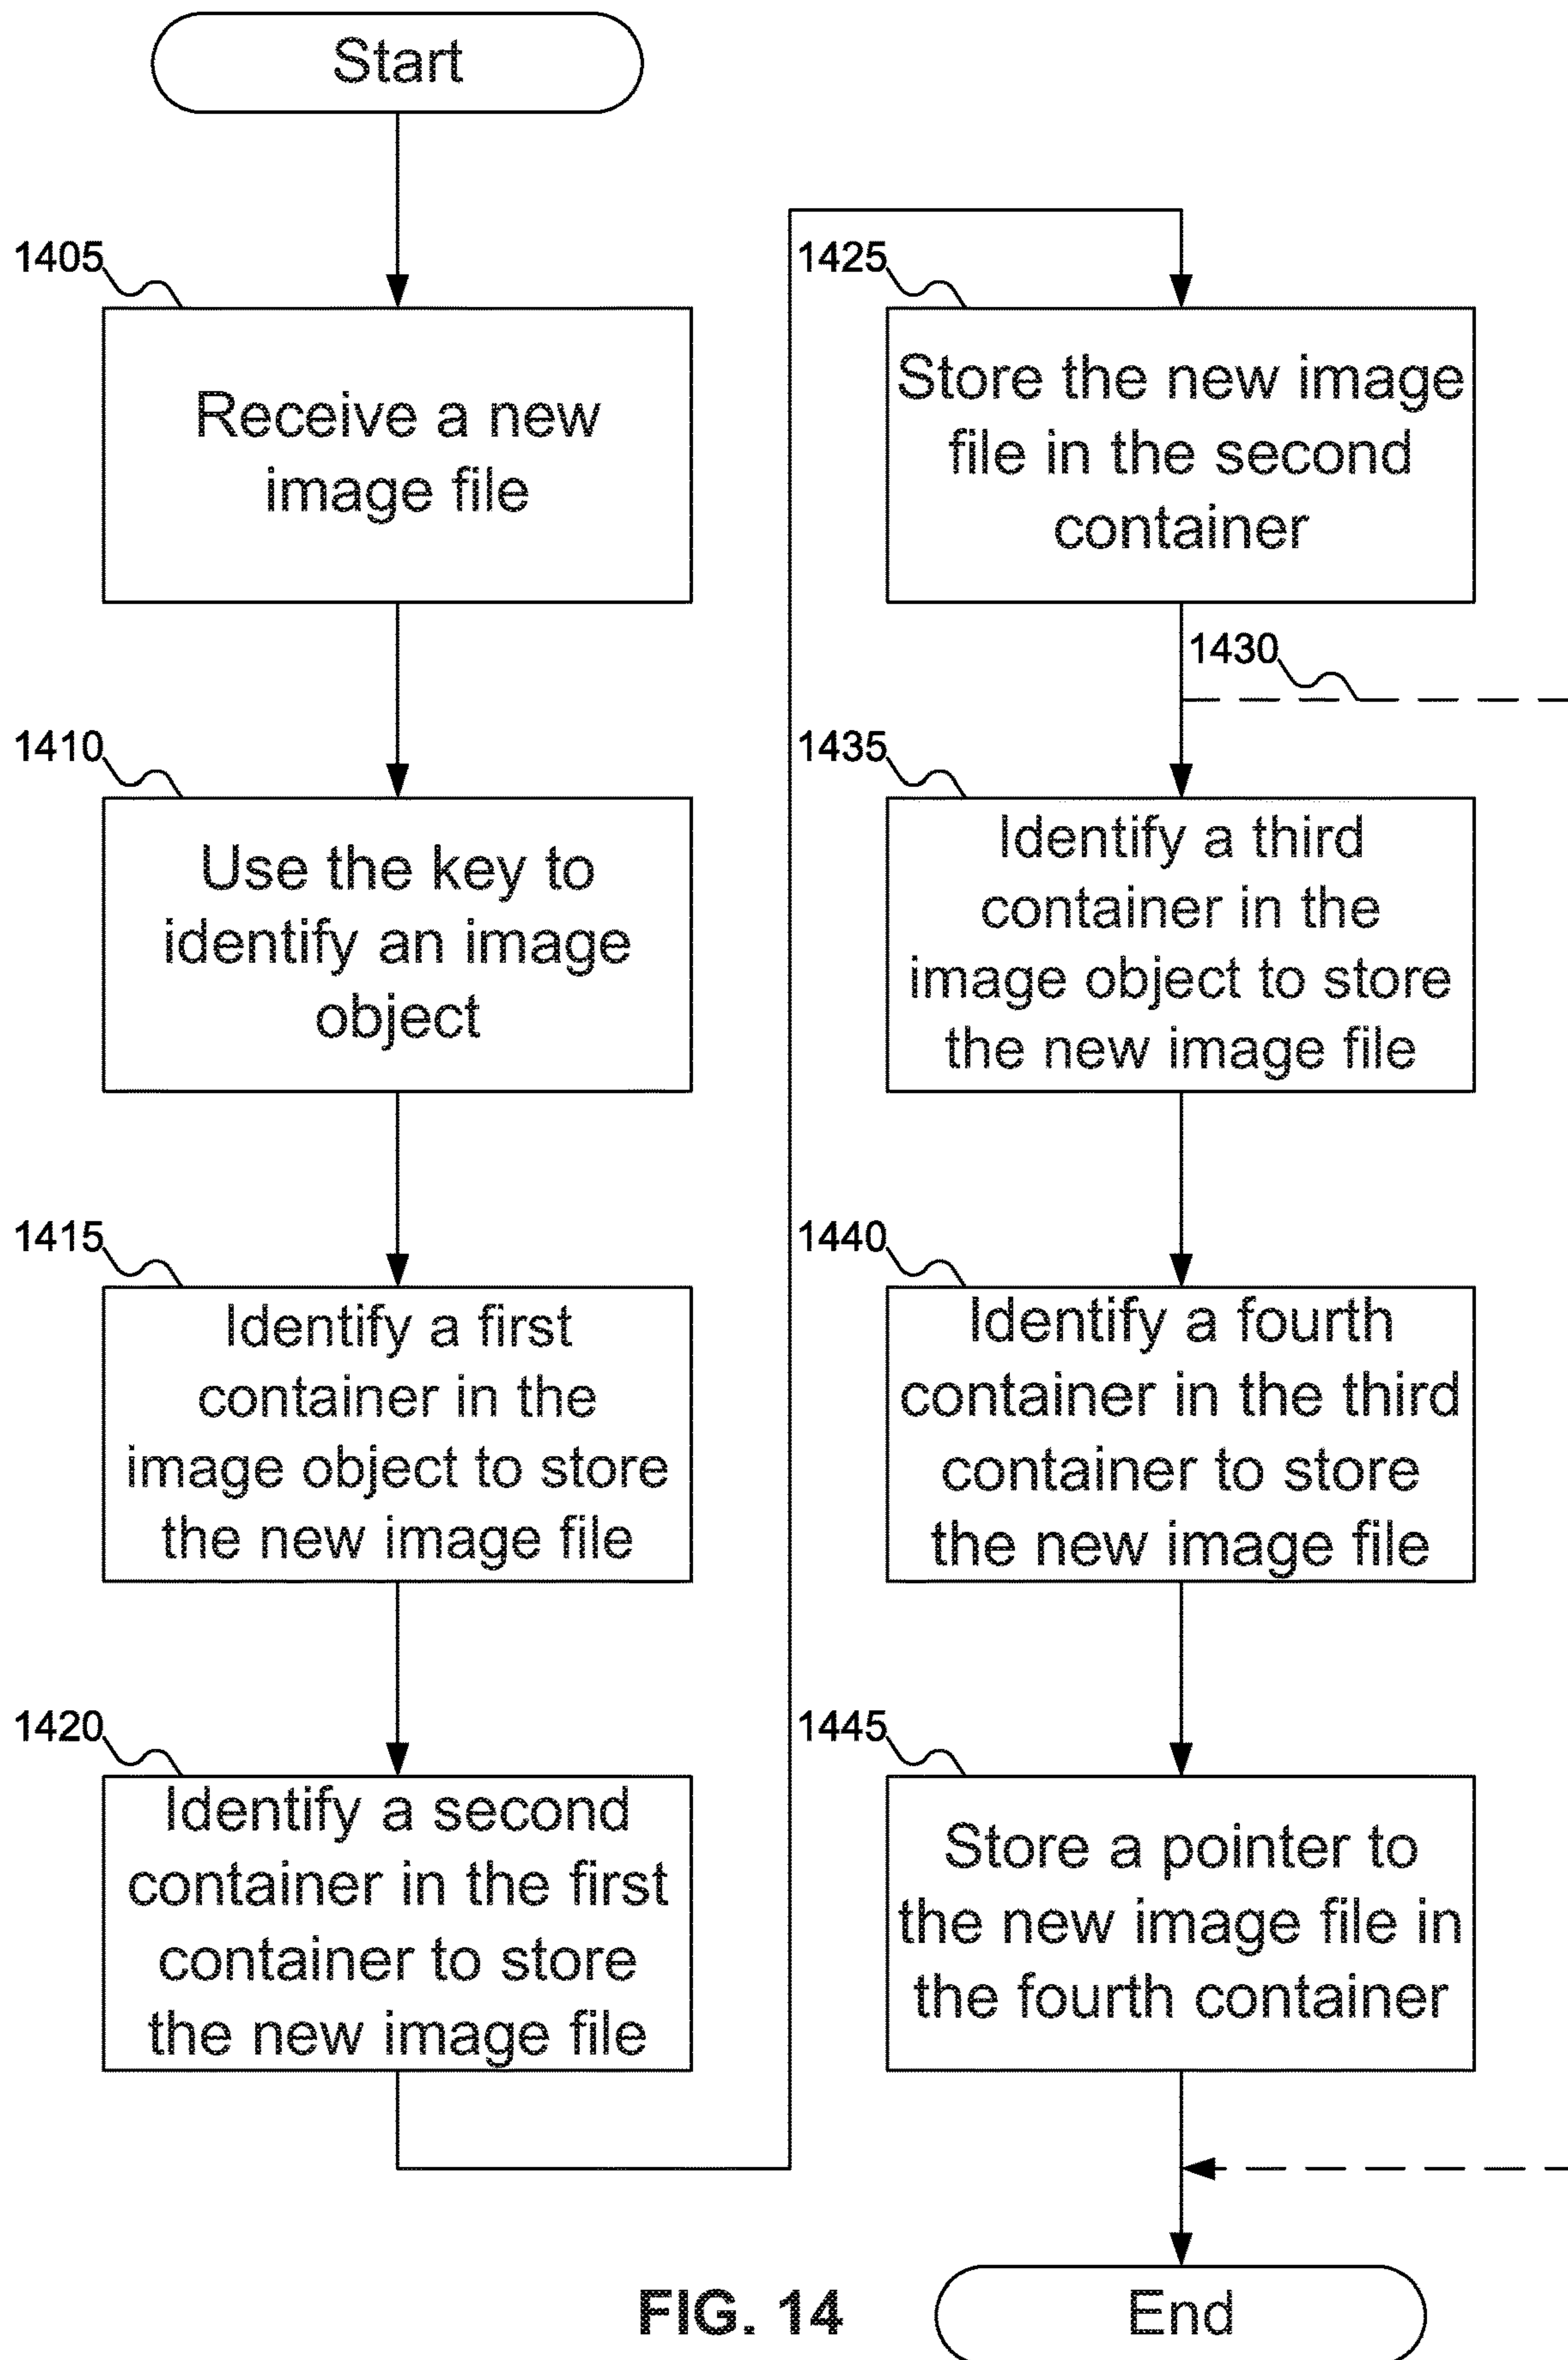 Start
1405
Receive a new
image file
1410
Use the key to
identify an image
object
1415
Identify a first
container in the
image object to store
the new image file
1420
Identify a second
container in the first
container to store
the new image file
1425
Store the new image
file in the second
container
1430
1435
Identify a third
container in the
image object to store
the new image file
1440
Identify a fourth
container in the third
container to store
the new image file
1445
Store a pointer to
the new image file in
the fourth container
End
FIG. 14